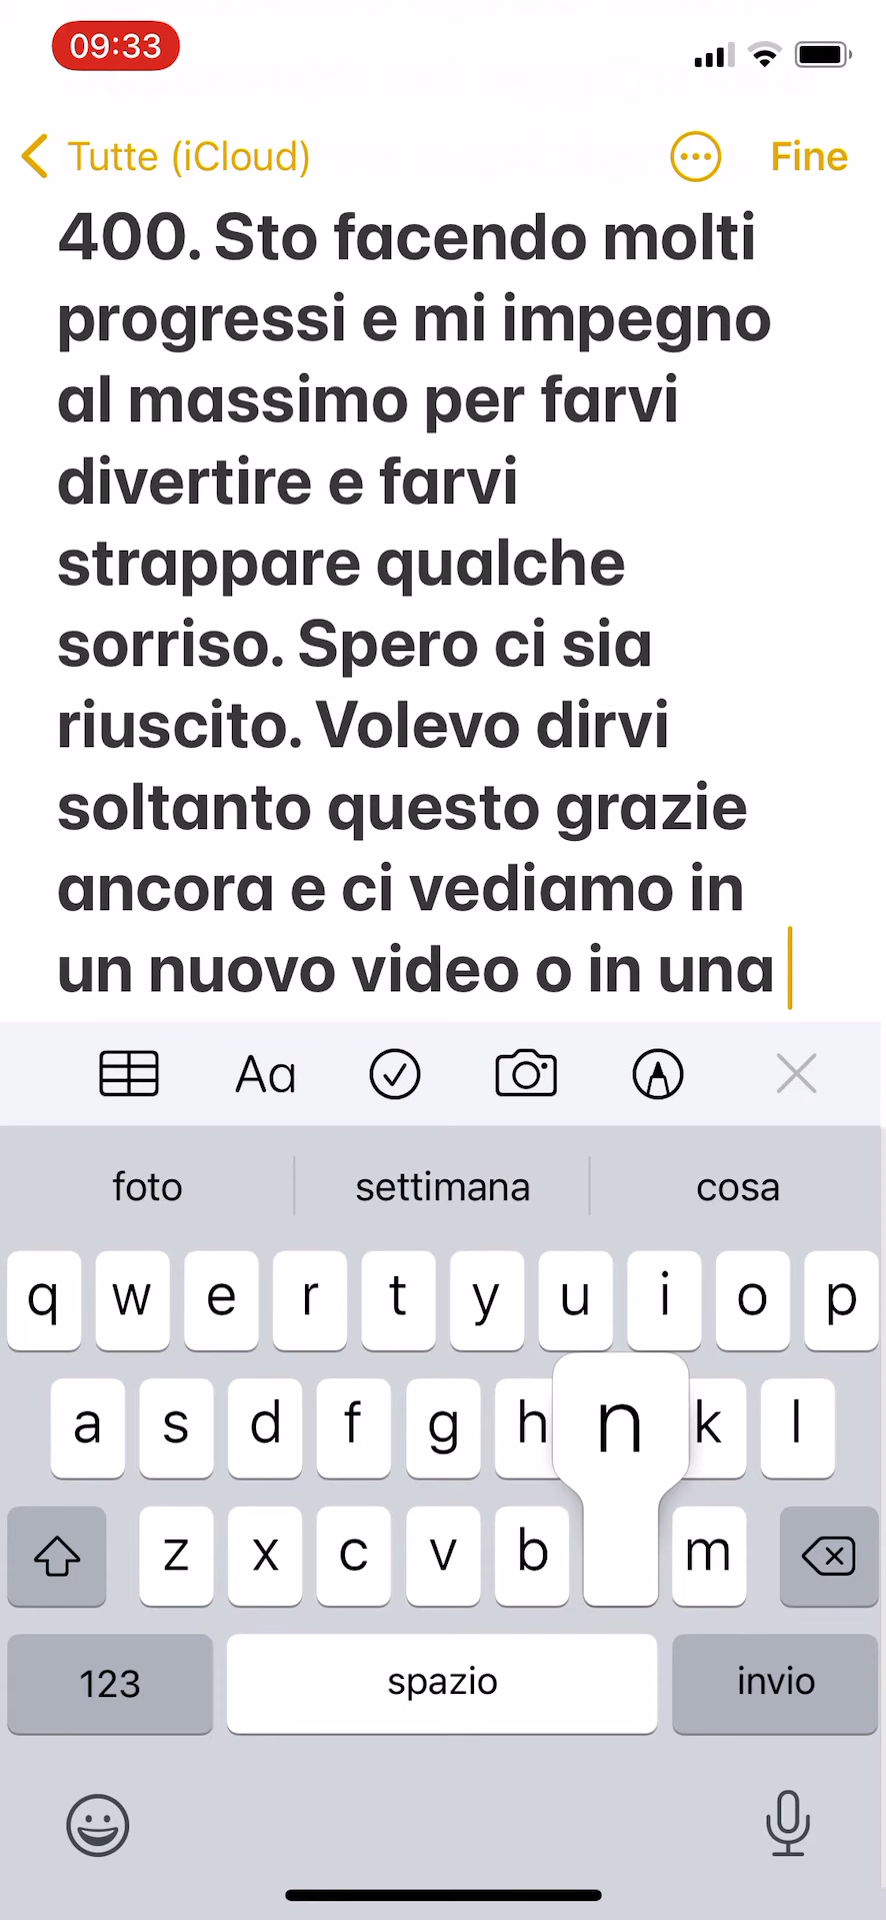 09:33
Tutte (iCloud)
Fine
400. Sto facendo molti
progressi e mi impegno
al massimo per farvi
divertire e farvi
strappare qualche
sorriso. Spero ci sia
riuscito. Volevo dirvi
soltanto questo grazie
ancora e ci vediamo in
un nuovo video o in una
Aa
foto settimana cosa
q w e r t y u i o p
a s d f g h n k l
z x c v b m
123 spazio invio